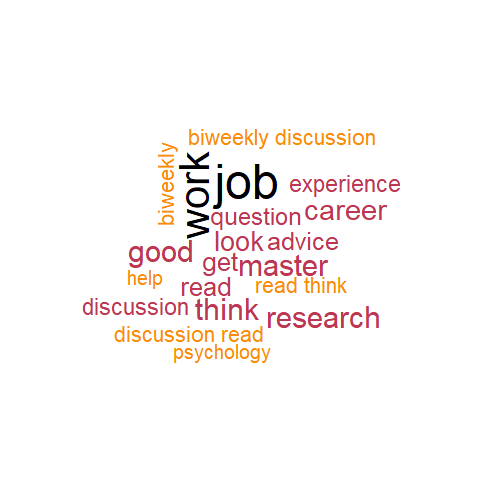 biweekly discussion
biweekly
work
job
experience
question
career
look
advice
good
get
master
help
read
read think
discussion
think
research
discussion read
psychology